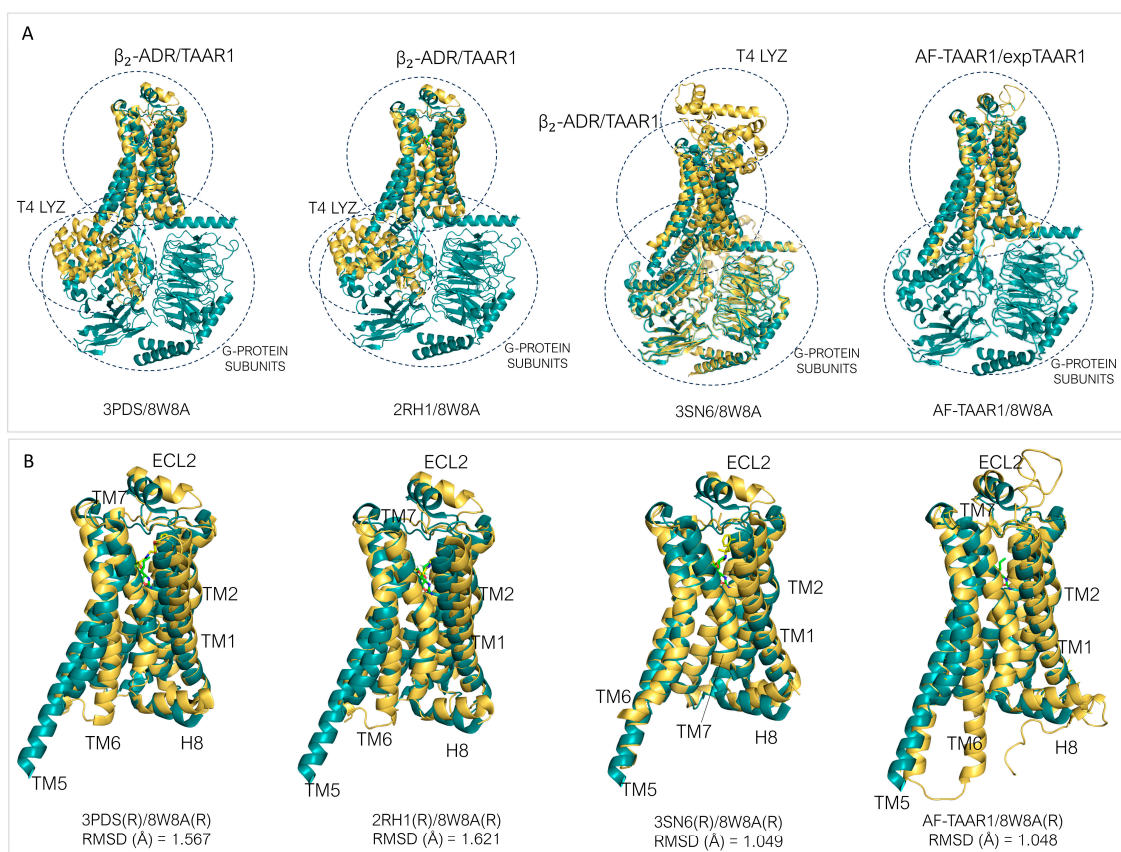 A
β₂-ADR/TAAR1
β₂-ADR/TAAR1
T4 LYZ
AF-TAAR1/expTAAR1
β₂-ADR/TAAR1
T4 LYZ
T4 LYZ
G-PROTEIN
SUBUNITS
G-PROTEIN
SUBUNITS
G-PROTEIN
SUBUNITS
G-PROTEIN
SUBUNITS
3PDS/8W8A
2RH1/8W8A
3SN6/8W8A
AF-TAAR1/8W8A
B
ECL2
TM7
TM2
TM1
TM6
H8
TM5
3PDS(R)/8W8A(R)
RMSD (Å) = 1.567
ECL2
TM7
TM2
TM1
TM6
H8
TM5
2RH1(R)/8W8A(R)
RMSD (Å) = 1.621
ECL2
TM2
TM1
TM6
TM7
H8
TM5
3SN6(R)/8W8A(R)
RMSD (Å) = 1.049
ECL2
TM7
TM2
TM1
TM6
H8
TM5
AF-TAAR1/8W8A(R)
RMSD (Å) = 1.048